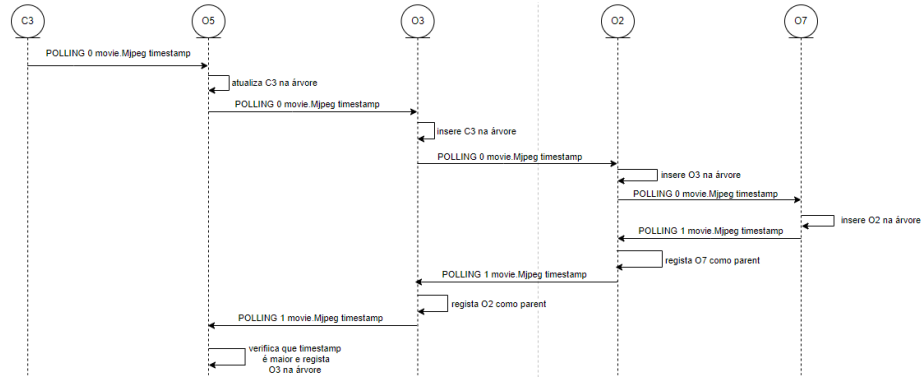 C3
O5
O3
O2
O7
POLLING 0 movie.Mjpeg timestamp
atualiza C3 na árvore
POLLING 0 movie.Mjpeg timestamp
insere C3 na árvore
POLLING 0 movie.Mjpeg timestamp
insere O3 na árvore
POLLING 0 movie.Mjpeg timestamp
insere O2 na árvore
POLLING 1 movie.Mjpeg timestamp
regista O7 como parent
POLLING 1 movie.Mjpeg timestamp
regista O2 como parent
POLLING 1 movie.Mjpeg timestamp
verifiica que timestamp
é maior e regista
O3 na árvore